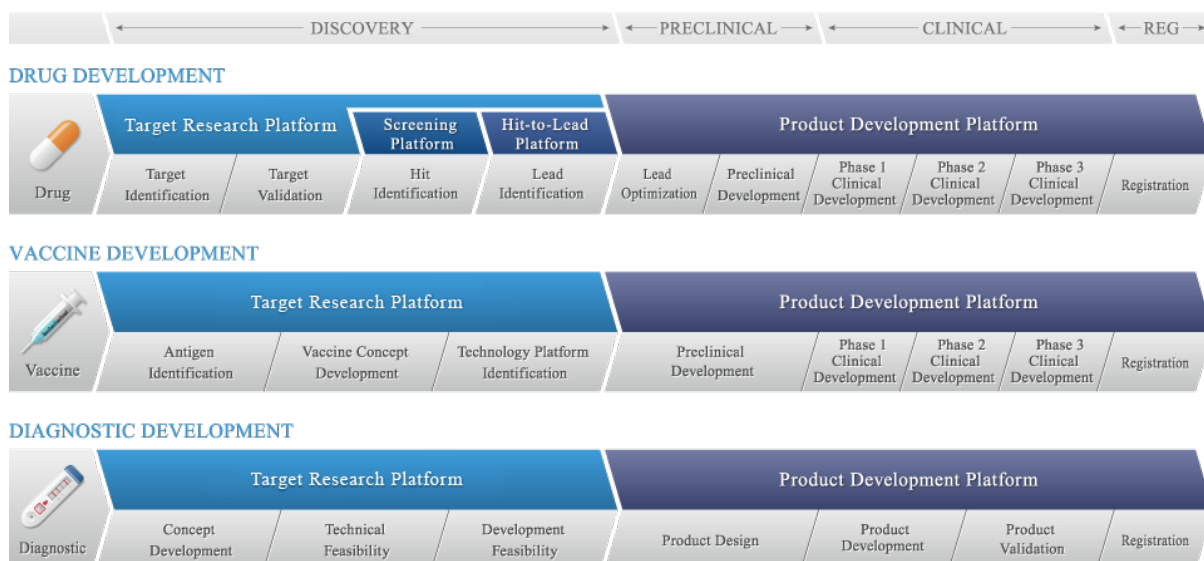 DISCOVERY PRECLINICAL CLINICAL REG
DRUG DEVELOPMENT
Drug
Target Research Platform
Screening
Platform
Hit-to-Lead
Platform
Product Development Platform
Target
Identification
Target
Validation
Hit
Identification
Lead
Identification
Lead
Optimization
Preclinical
Development
Phase 1
Clinical
Development
Phase 2
Clinical
Development
Phase 3
Clinical
Development
Registration
VACCINE DEVELOPMENT
Vaccine
Target Research Platform
Product Development Platform
Antigen
Identification
Vaccine Concept
Development
Technology Platform
Identification
Preclinical
Development
Phase 1
Clinical
Development
Phase 2
Clinical
Development
Phase 3
Clinical
Development
Registration
DIAGNOSTIC DEVELOPMENT
Diagnostic
Target Research Platform
Product Development Platform
Concept
Development
Technical
Feasibility
Development
Feasibility
Product Design
Product
Development
Product
Validation
Registration